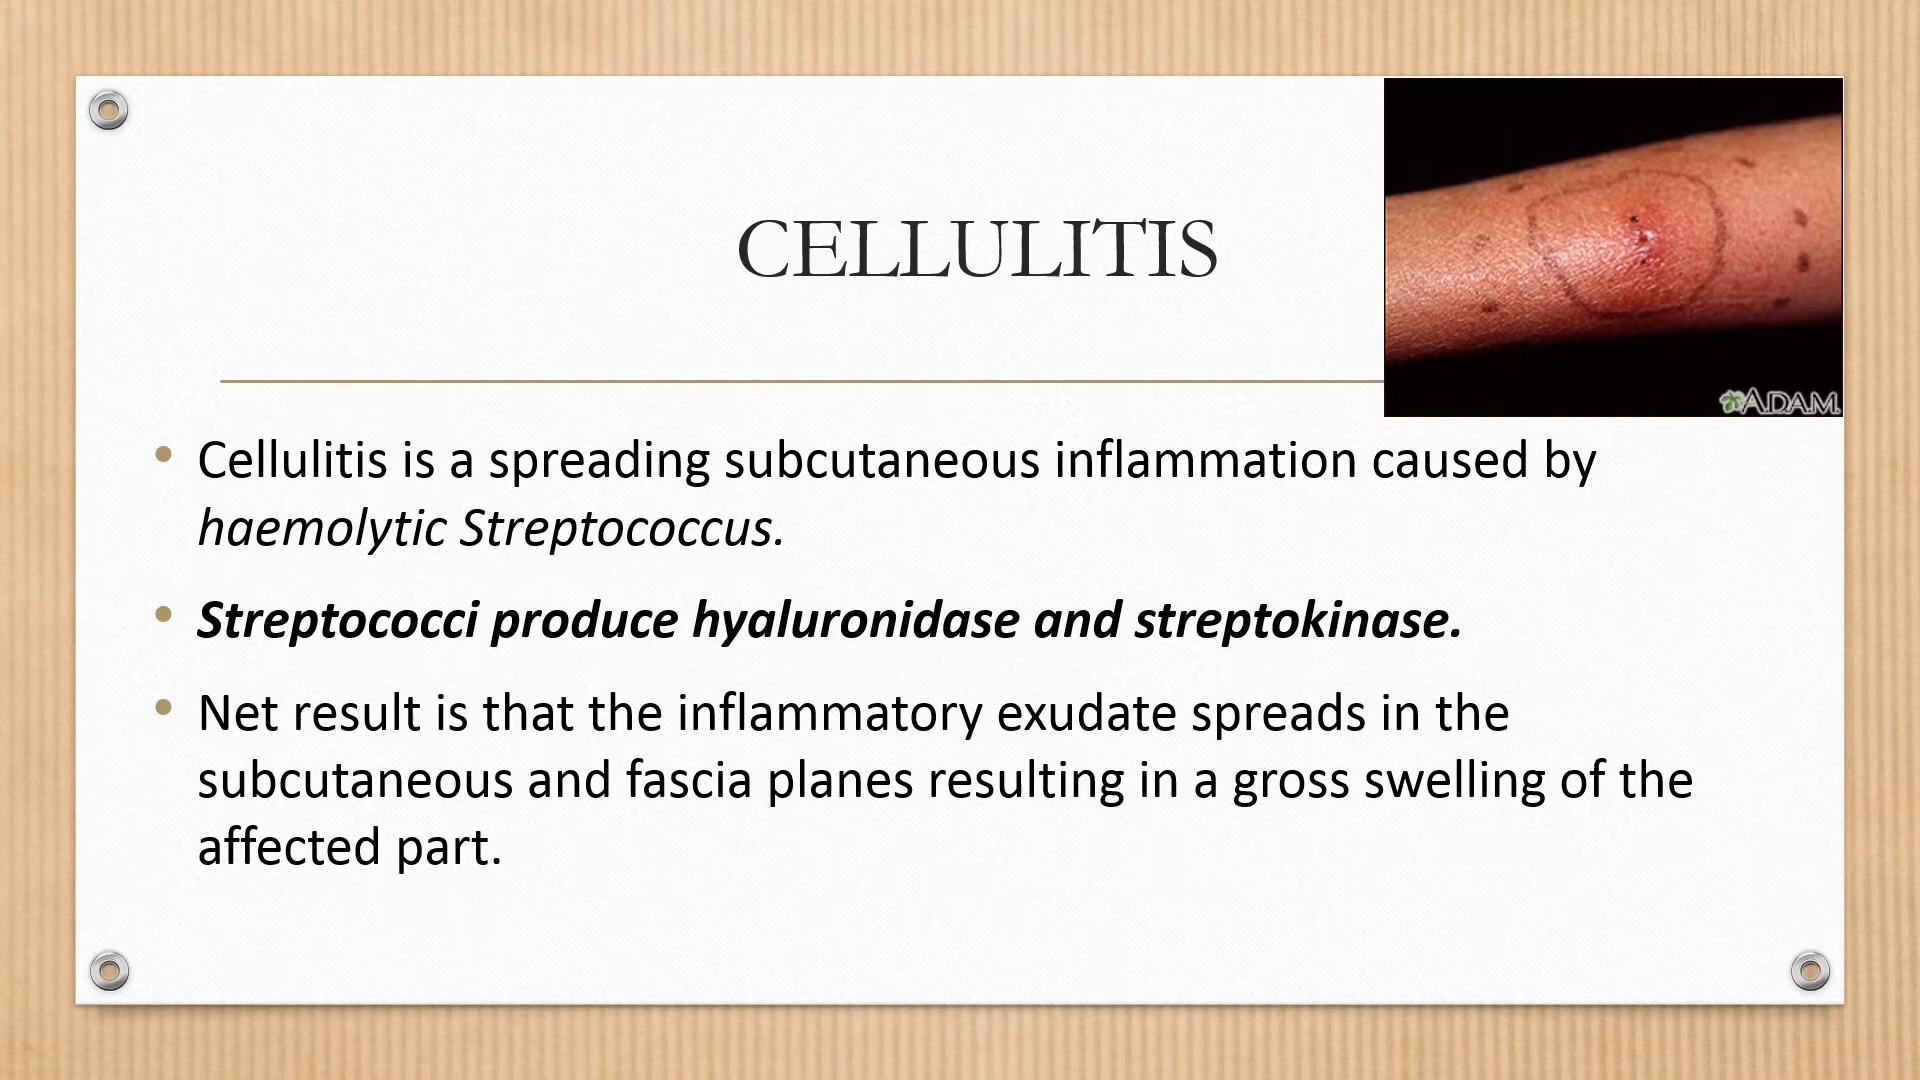 CELLULITIS
A.D.A.M.
• Cellulitis is a spreading subcutaneous inflammation caused by
haemolytic Streptococcus.
• Streptococci produce hyaluronidase and streptokinase.
• Net result is that the inflammatory exudate spreads in the
subcutaneous and fascia planes resulting in a gross swelling of the
affected part.